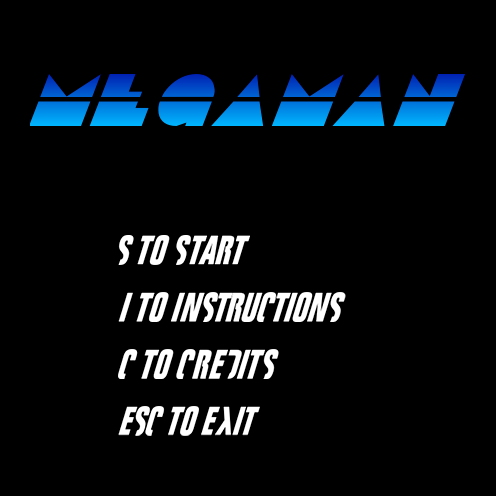 MEGAMAN
S TO START
I TO INSTRUCTIONS
C TO CREDITS
ESC TO EXIT